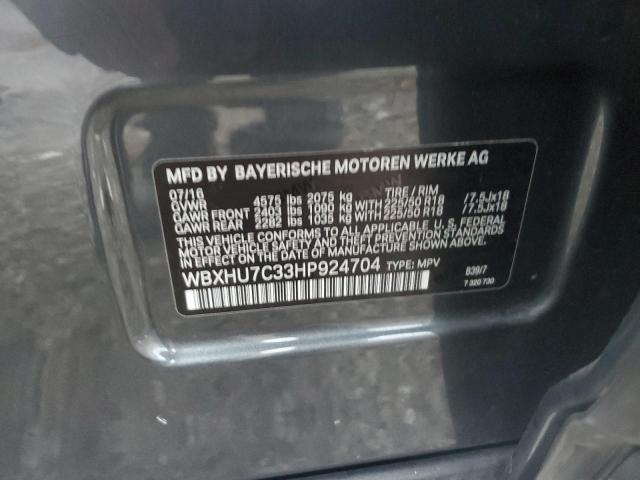 MFD BY BAYERISCHE MOTOREN WERKE AG
07/16
GVWR 4575 lbs 2075 kg TIRE / RIM
GAWR FRONT 2403 lbs 1090 kg WITH 225/50 R18 /7.5Jx18
GAWR REAR 2282 lbs 1035 kg WITH 225/50 R18 /7.5Jx18
THIS VEHICLE CONFORMS TO ALL APPLICABLE U. S. FEDERAL
MOTOR VEHICLE SAFETY, BUMPER, AND THEFT PREVENTION
STANDARDS IN EFFECT ON THE DATE OF MANUFACTURE SHOWN ABOVE.
WBXHU7C33HP924704 TYPE: MPV
B39/7
7 320 730